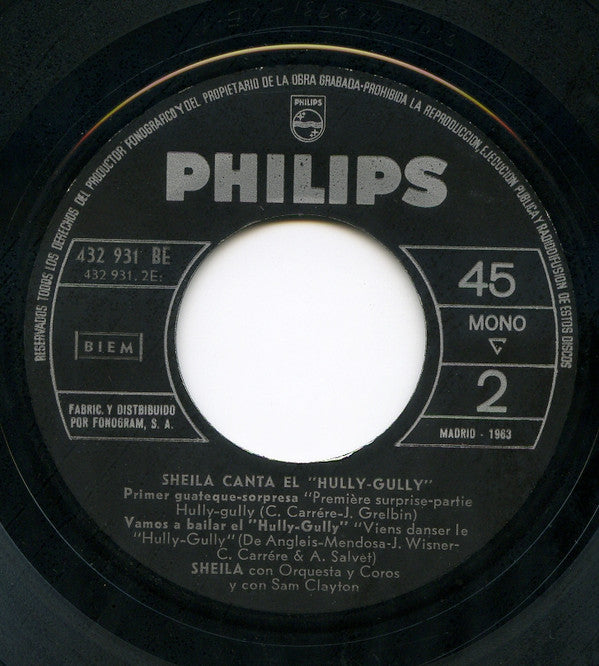 RESERVADOS TODOS LOS DERECHOS DEL PRODUCTOR FONOGRAFICO Y DEL PROPIETARIO DE LA OBRA GRABADA-PROHIBIDA LA REPRODUCCION, EJECUCION PUBLICA Y RADIODIFUSION DE ESTOS DISCOS
PHILIPS
PHILIPS
432 931 BE
432 931. 2E:
BIEM
FABRIC. Y DISTRIBUIDO
POR FONOGRAM, S. A.
45
MONO
2
MADRID - 1963
SHEILA CANTA EL "HULLY-GULLY"
Primer guateque-sorpresa "Première surprise-partie
Hully-gully (C. Carrére-J. Grelbin)
Vamos a bailar el "Hully-Gully" "Viens danser le
"Hully-Gully" (De Angleis-Mendosa-J. Wisner-
C. Carrére & A. Salvet)
SHEILA con Orquesta y Coros
y con Sam Clayton